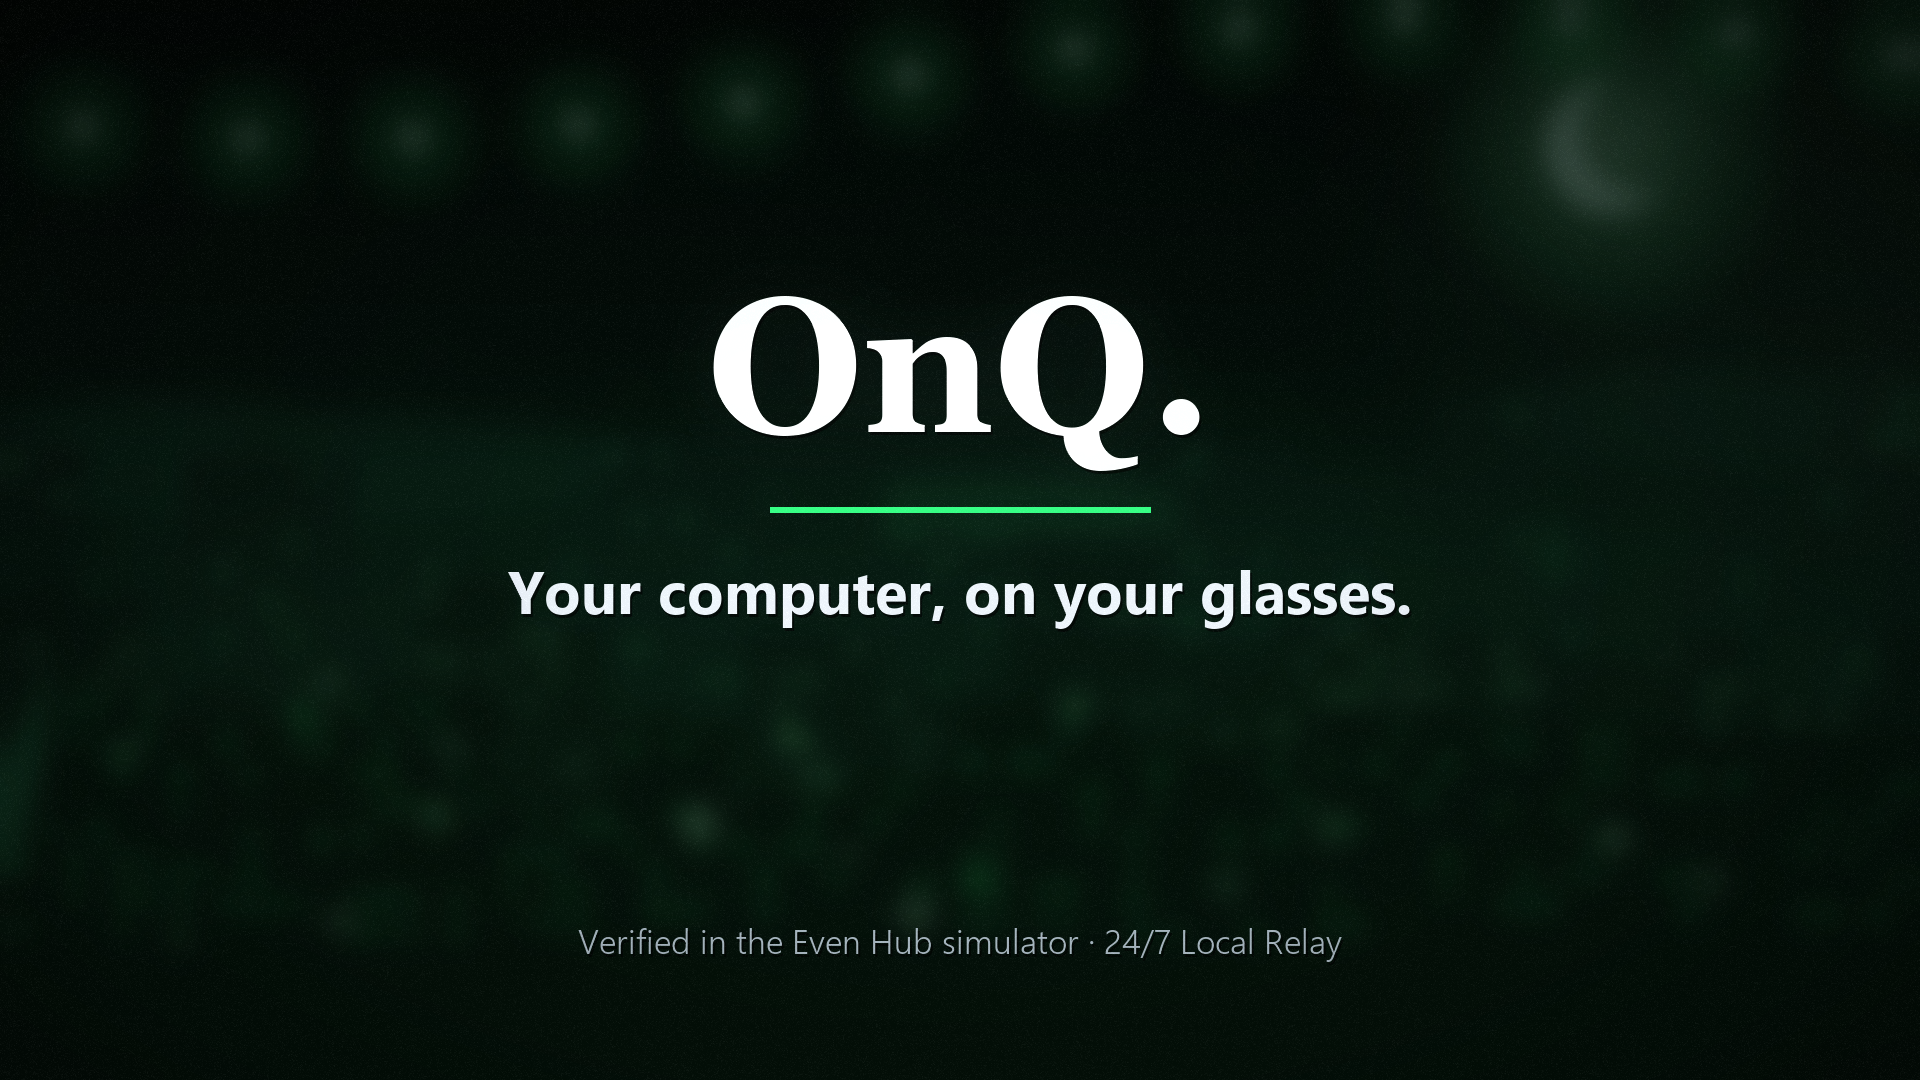 OnQ.
Your computer, on your glasses.
Verified in the Even Hub simulator · 24/7 Local Relay